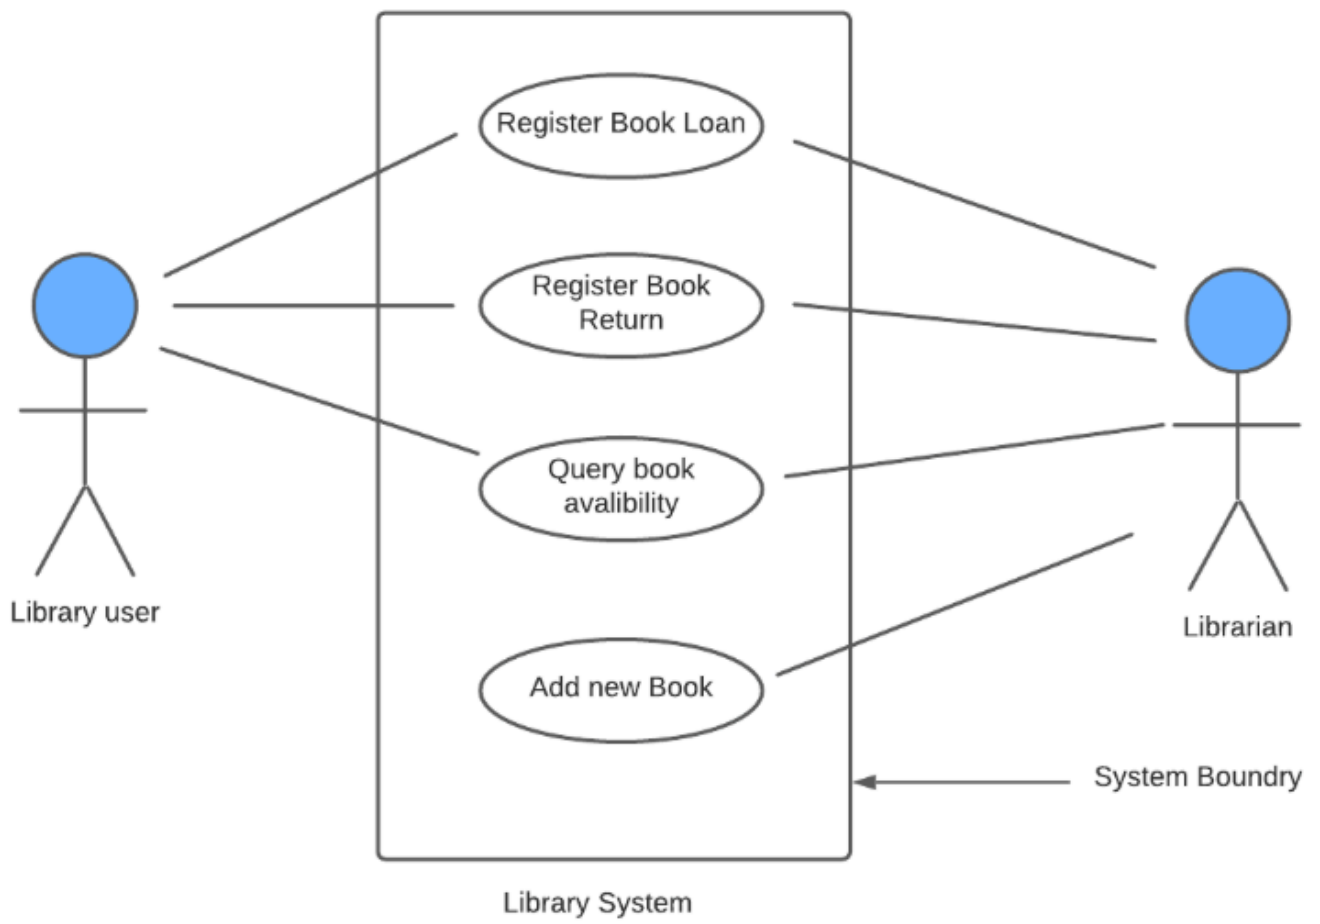 Register Book Loan
Register Book
Return
Query book
avalibility
Library user
Librarian
Add new Book
System Boundry
Library System